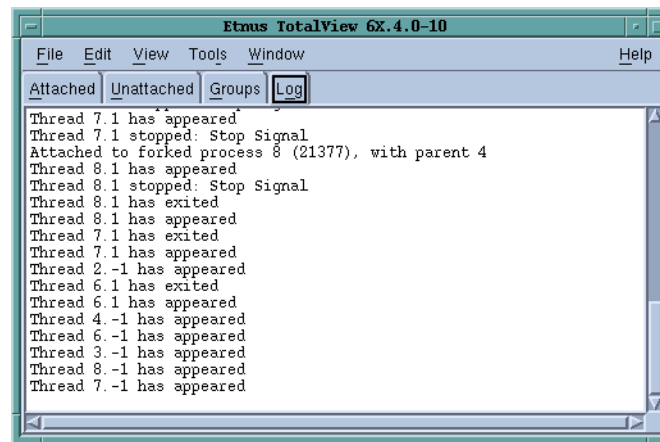 Etnus TotalView 6X.4.0-10
File Edit View Tools Window Help
Attached Unattached Groups Log
Thread 7.1 has appeared
Thread 7.1 stopped: Stop Signal
Attached to forked process 8 (21377), with parent 4
Thread 8.1 has appeared
Thread 8.1 stopped: Stop Signal
Thread 8.1 has exited
Thread 8.1 has appeared
Thread 7.1 has exited
Thread 7.1 has appeared
Thread 2.-1 has appeared
Thread 6.1 has exited
Thread 6.1 has appeared
Thread 4.-1 has appeared
Thread 6.-1 has appeared
Thread 3.-1 has appeared
Thread 8.-1 has appeared
Thread 7.-1 has appeared